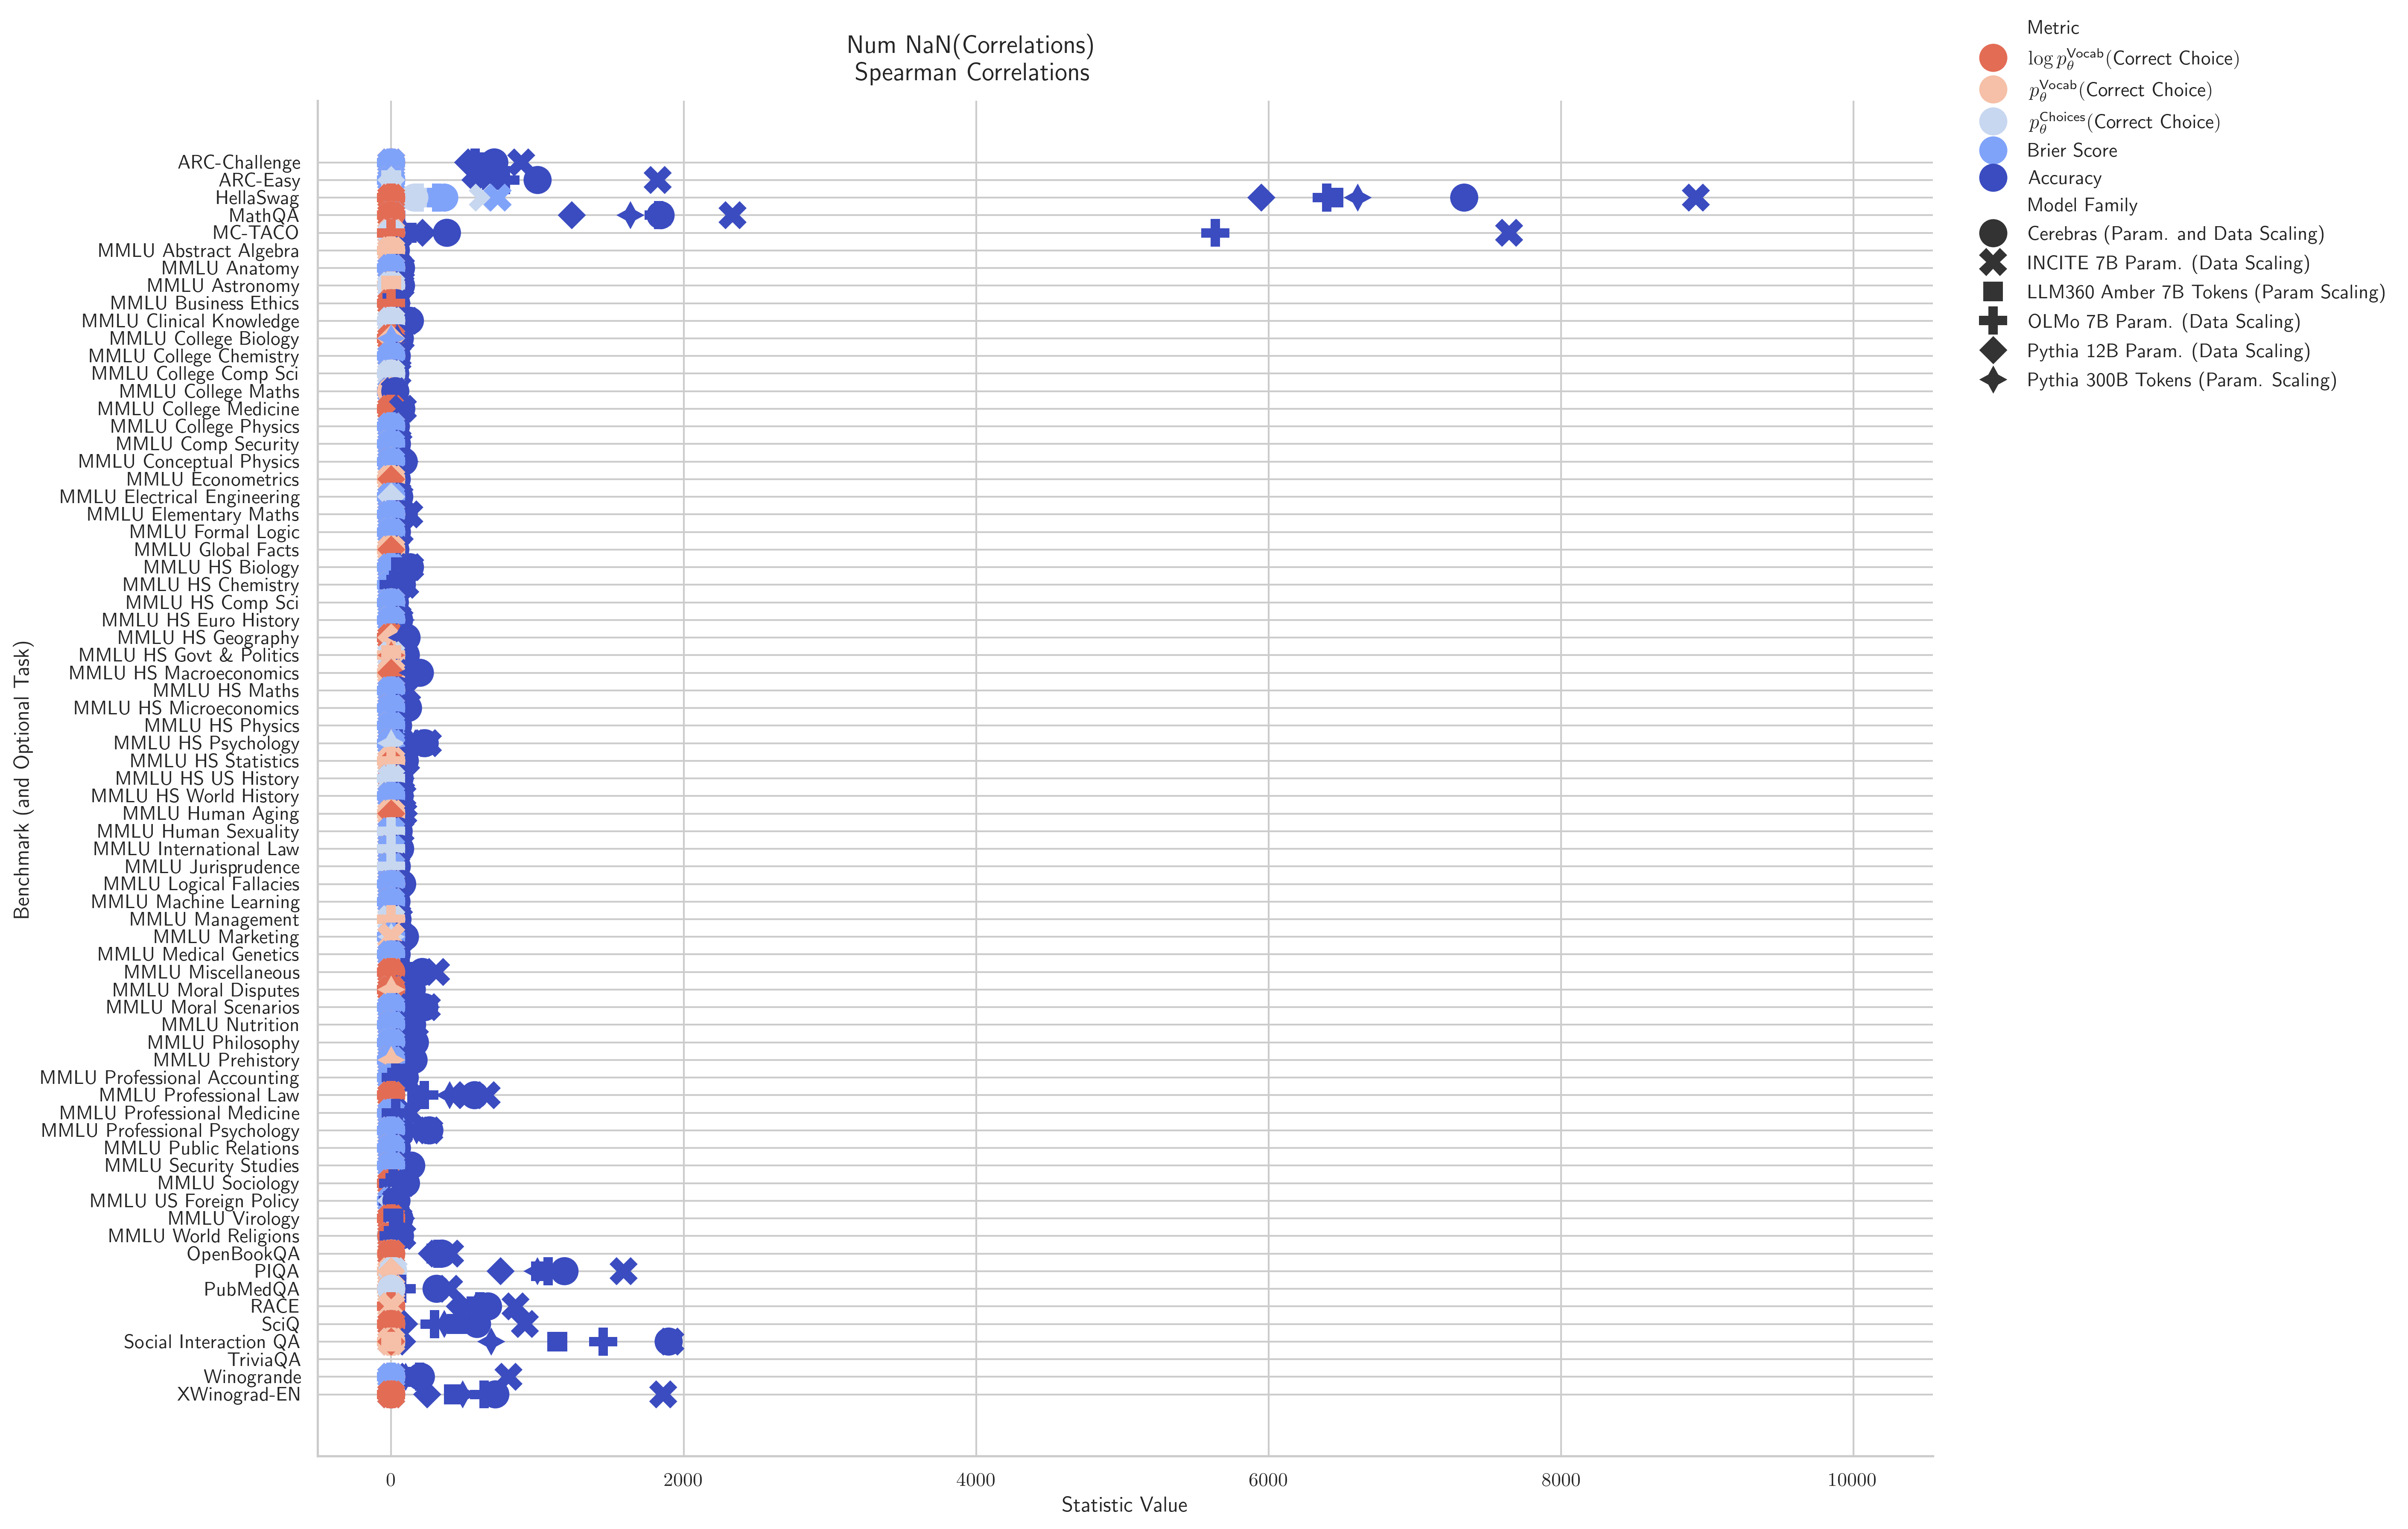 Num NaN(Correlations)
Spearman Correlations
Metric
log p_θ^Vocab(Correct Choice)
p_θ^Vocab(Correct Choice)
p_θ^Choices(Correct Choice)
Brier Score
Accuracy
Model Family
Cerebras (Param. and Data Scaling)
INCITE 7B Param. (Data Scaling)
LLM360 Amber 7B Tokens (Param Scaling)
OLMo 7B Param. (Data Scaling)
Pythia 12B Param. (Data Scaling)
Pythia 300B Tokens (Param. Scaling)
Benchmark (and Optional Task)
ARC-Challenge
ARC-Easy
HellaSwag
MathQA
MC-TACO
MMLU Abstract Algebra
MMLU Anatomy
MMLU Astronomy
MMLU Business Ethics
MMLU Clinical Knowledge
MMLU College Biology
MMLU College Chemistry
MMLU College Comp Sci
MMLU College Maths
MMLU College Medicine
MMLU College Physics
MMLU Comp Security
MMLU Conceptual Physics
MMLU Econometrics
MMLU Electrical Engineering
MMLU Elementary Maths
MMLU Formal Logic
MMLU Global Facts
MMLU HS Biology
MMLU HS Chemistry
MMLU HS Comp Sci
MMLU HS Euro History
MMLU HS Geography
MMLU HS Govt & Politics
MMLU HS Macroeconomics
MMLU HS Maths
MMLU HS Microeconomics
MMLU HS Physics
MMLU HS Psychology
MMLU HS Statistics
MMLU HS US History
MMLU HS World History
MMLU Human Aging
MMLU Human Sexuality
MMLU International Law
MMLU Jurisprudence
MMLU Logical Fallacies
MMLU Machine Learning
MMLU Management
MMLU Marketing
MMLU Medical Genetics
MMLU Miscellaneous
MMLU Moral Disputes
MMLU Moral Scenarios
MMLU Nutrition
MMLU Philosophy
MMLU Prehistory
MMLU Professional Accounting
MMLU Professional Law
MMLU Professional Medicine
MMLU Professional Psychology
MMLU Public Relations
MMLU Security Studies
MMLU Sociology
MMLU US Foreign Policy
MMLU Virology
MMLU World Religions
OpenBookQA
PIQA
PubMedQA
RACE
SciQ
Social Interaction QA
TriviaQA
Winogrande
XWinograd-EN
0 2000 4000 6000 8000 10000
Statistic Value